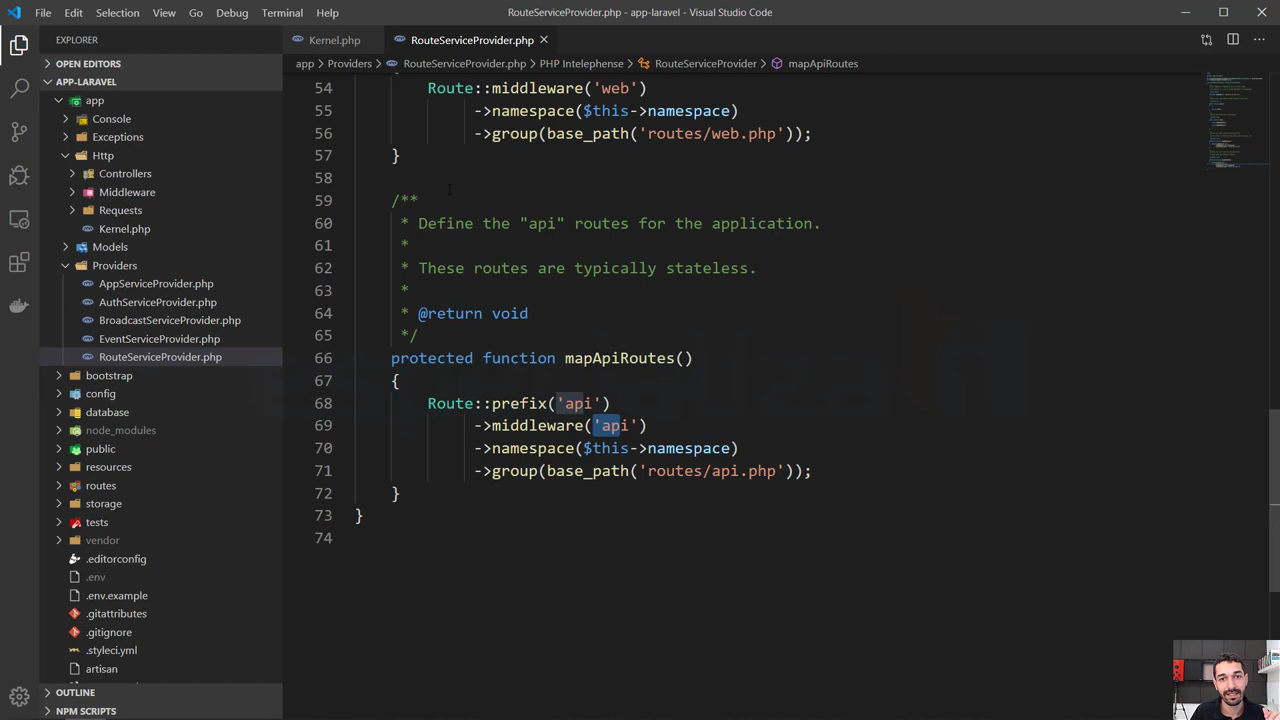 File Edit Selection View Go Debug Terminal Help RouteServiceProvider.php - app-laravel - Visual Studio Code
EXPLORER
OPEN EDITORS
APP-LARAVEL
app
Console
Exceptions
Http
Controllers
Middleware
Requests
Kernel.php
Models
Providers
AppServiceProvider.php
AuthServiceProvider.php
BroadcastServiceProvider.php
EventServiceProvider.php
RouteServiceProvider.php
bootstrap
config
database
node_modules
public
resources
routes
storage
tests
vendor
.editorconfig
.env
.env.example
.gitattributes
.gitignore
.styleci.yml
artisan
OUTLINE
NPM SCRIPTS
Kernel.php RouteServiceProvider.php
app > Providers > RouteServiceProvider.php > PHP Intelephense > RouteServiceProvider > mapApiRoutes
54 Route::middleware('web')
55 ->namespace($this->namespace)
56 ->group(base_path('routes/web.php'));
57 }
58
59 /**
60 * Define the "api" routes for the application.
61 *
62 * These routes are typically stateless.
63 *
64 * @return void
65 */
66 protected function mapApiRoutes()
67 {
68 Route::prefix('api')
69 ->middleware('api')
70 ->namespace($this->namespace)
71 ->group(base_path('routes/api.php'));
72 }
73 }
74